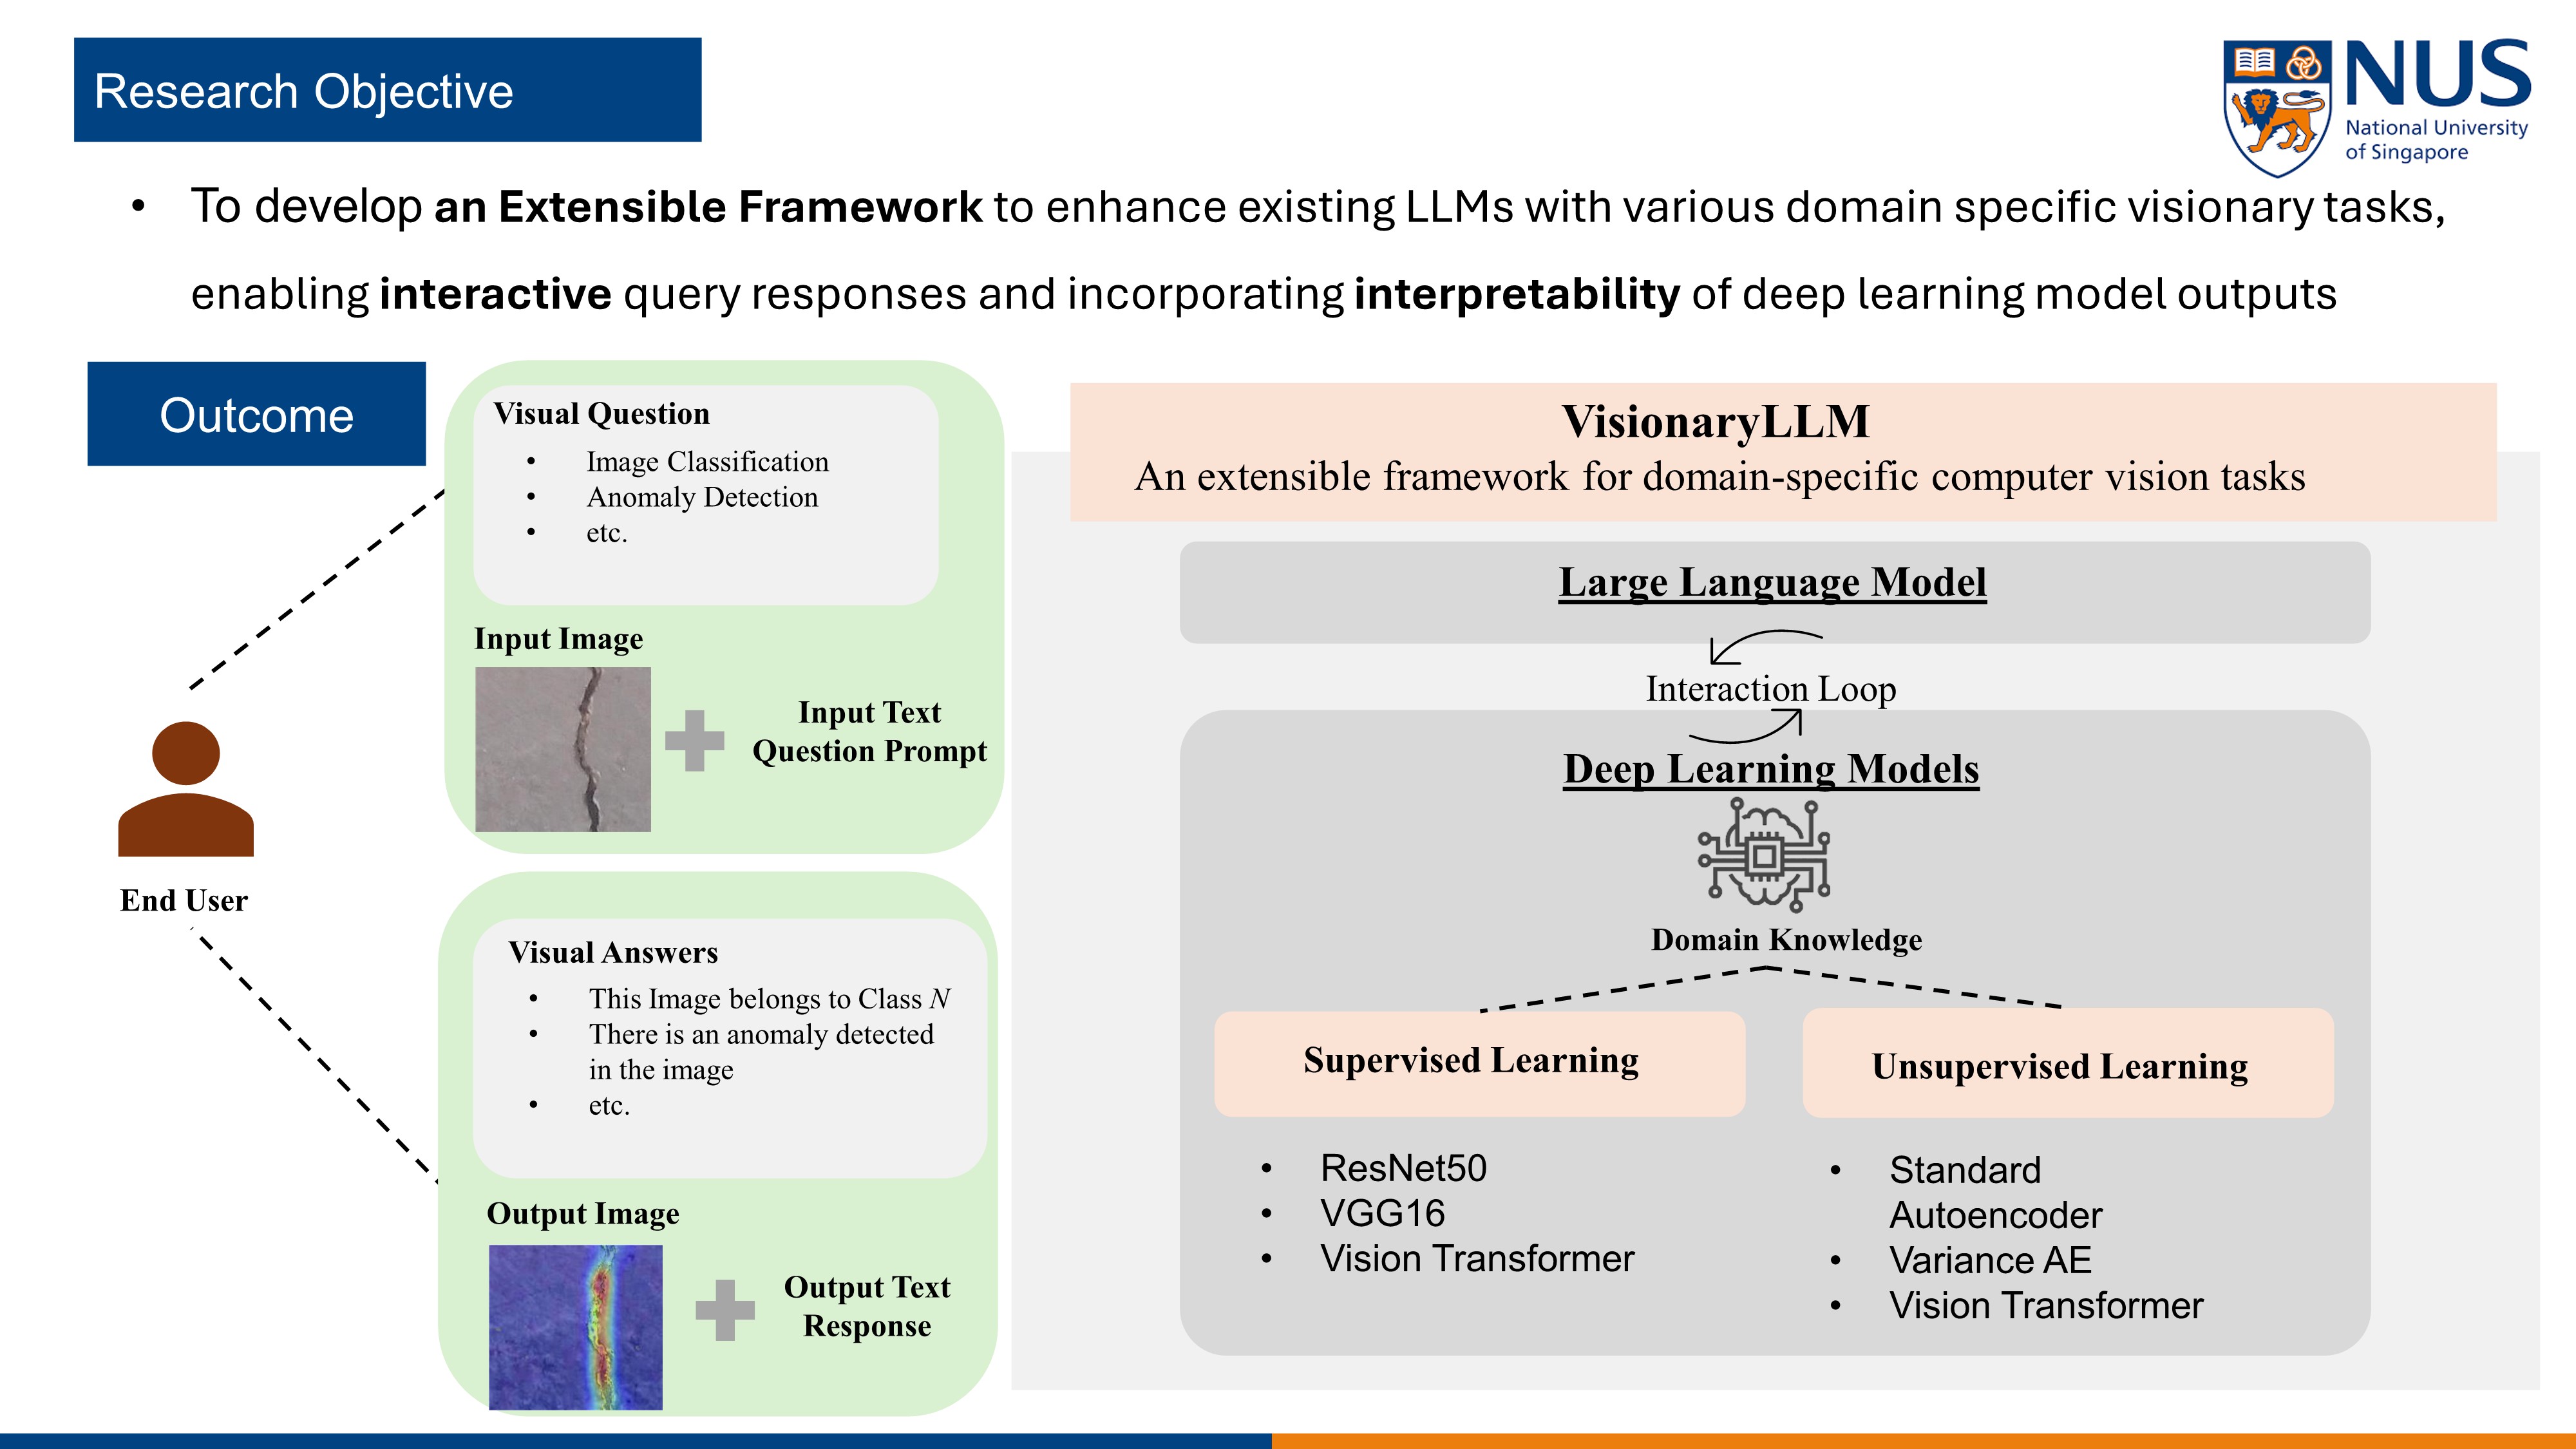 Research Objective
NUS
National University
of Singapore
• To develop an Extensible Framework to enhance existing LLMs with various domain specific visionary tasks,
enabling interactive query responses and incorporating interpretability of deep learning model outputs
Outcome
Visual Question
• Image Classification
• Anomaly Detection
• etc.
Input Image
Input Text
Question Prompt
End User
Visual Answers
• This Image belongs to Class N
• There is an anomaly detected
in the image
• etc.
Output Image
Output Text
Response
VisionaryLLM
An extensible framework for domain-specific computer vision tasks
Large Language Model
Interaction Loop
Deep Learning Models
Domain Knowledge
Supervised Learning
• ResNet50
• VGG16
• Vision Transformer
Unsupervised Learning
• Standard
Autoencoder
• Variance AE
• Vision Transformer